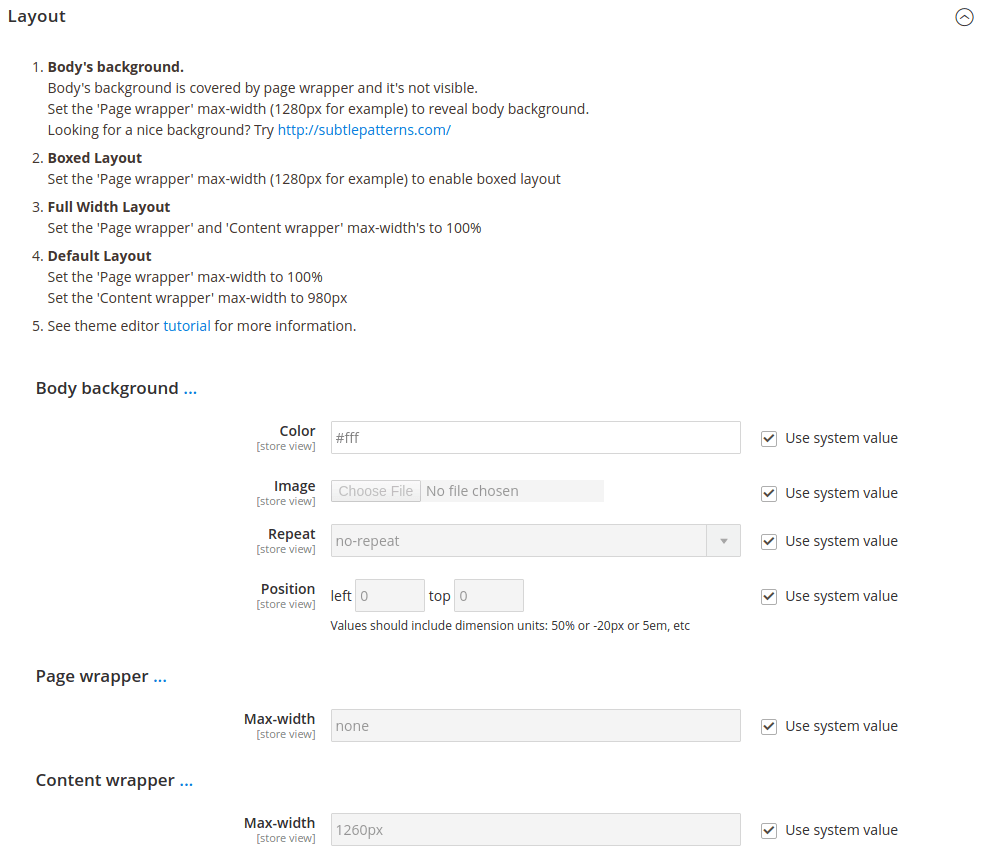 Layout
1. Body's background.
Body's background is covered by page wrapper and it's not visible.
Set the 'Page wrapper' max-width (1280px for example) to reveal body background.
Looking for a nice background? Try http://subtlepatterns.com/
2. Boxed Layout
Set the 'Page wrapper' max-width (1280px for example) to enable boxed layout
3. Full Width Layout
Set the 'Page wrapper' and 'Content wrapper' max-width's to 100%
4. Default Layout
Set the 'Page wrapper' max-width to 100%
Set the 'Content wrapper' max-width to 980px
5. See theme editor tutorial for more information.
Body background ...
Color #fff Use system value
[store view]
Image Choose File No file chosen Use system value
[store view]
Repeat no-repeat Use system value
[store view]
Position left 0 top 0 Use system value
[store view]
Values should include dimension units: 50% or -20px or 5em, etc
Page wrapper ...
Max-width none Use system value
[store view]
Content wrapper ...
Max-width 1260px Use system value
[store view]